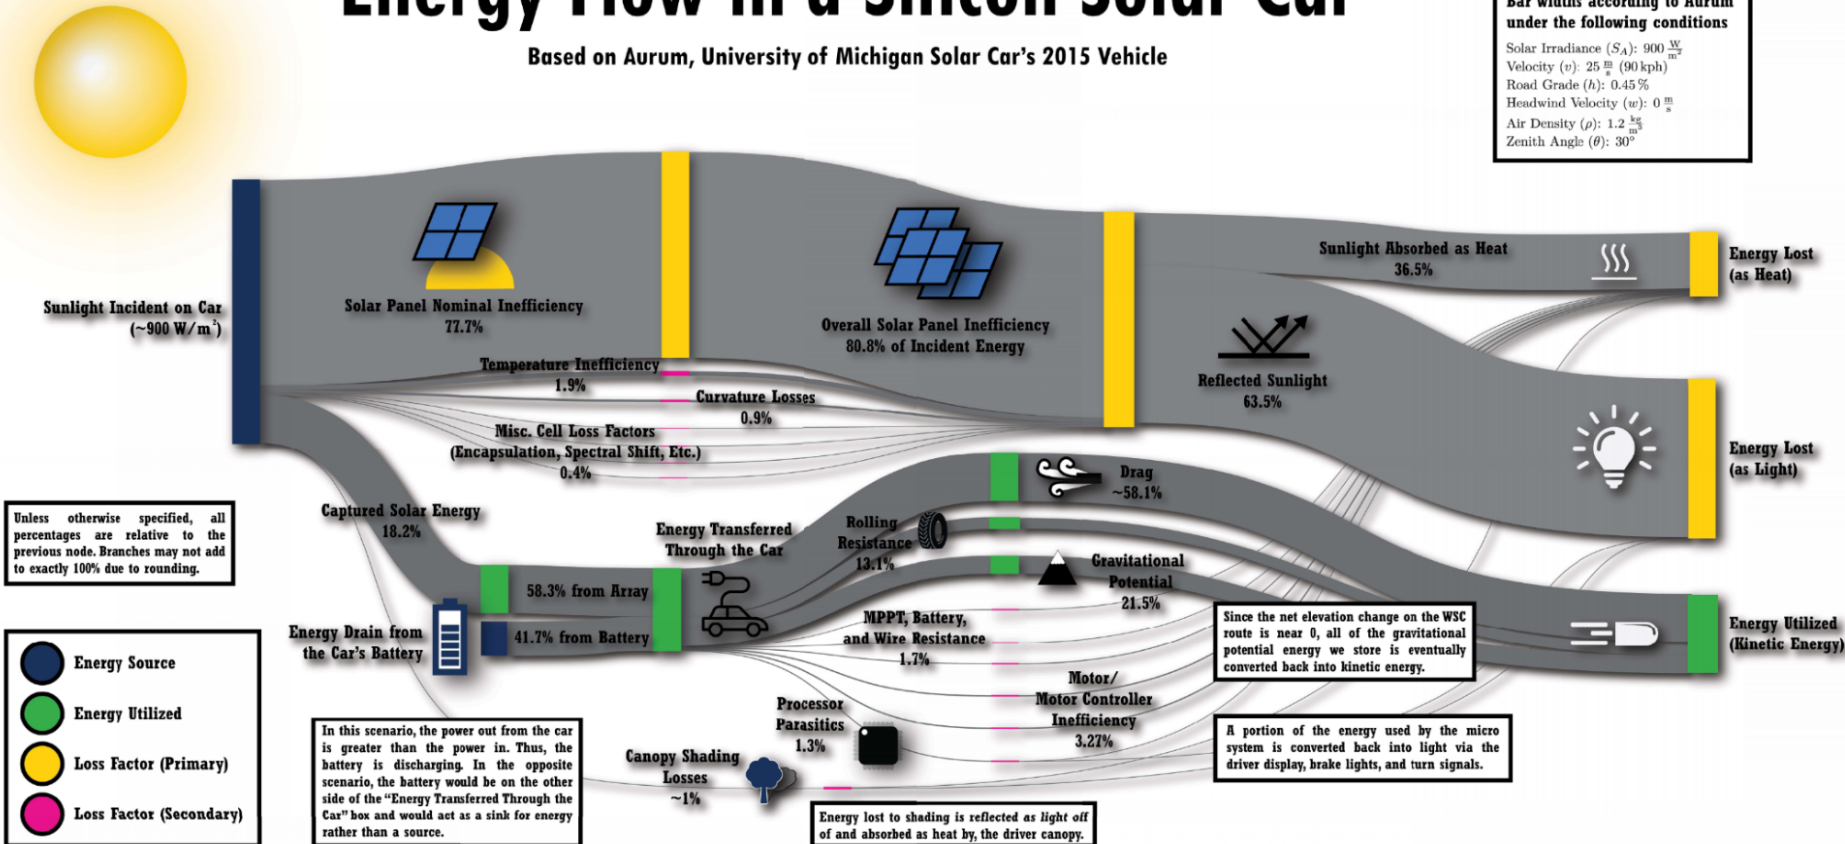 Energy Flow in a Silicon Solar Car
Based on Aurum, University of Michigan Solar Car's 2015 Vehicle
Bar widths according to Aurum
under the following conditions
Solar Irradiance (S_A): 900 W/m²
Velocity (v): 25 m/s (90 kph)
Road Grade (h): 0.45 %
Headwind Velocity (w): 0 m/s
Air Density (ρ): 1.2 kg/m³
Zenith Angle (θ): 30°
Sunlight Incident on Car
(~900 W/m²)
Solar Panel Nominal Inefficiency
77.7%
Overall Solar Panel Inefficiency
80.8% of Incident Energy
Sunlight Absorbed as Heat
36.5%
Energy Lost
(as Heat)
Reflected Sunlight
63.5%
Energy Lost
(as Light)
Temperature Inefficiency
1.9%
Curvature Losses
0.9%
Misc. Cell Loss Factors
(Encapsulation, Spectral Shift, Etc.)
0.4%
Captured Solar Energy
18.2%
Unless otherwise specified, all
percentages are relative to the
previous node. Branches may not add
to exactly 100% due to rounding.
Energy Transferred
Through the Car
Drag
~58.1%
Rolling
Resistance
13.1%
Gravitational
Potential
21.5%
58.3% from Array
41.7% from Battery
Energy Drain from
the Car's Battery
MPPT, Battery,
and Wire Resistance
1.7%
Motor/
Motor Controller
Inefficiency
3.27%
Processor
Parasitics
1.3%
Canopy Shading
Losses
~1%
Since the net elevation change on the WSC
route is near 0, all of the gravitational
potential energy we store is eventually
converted back into kinetic energy.
Energy Utilized
(Kinetic Energy)
A portion of the energy used by the micro
system is converted back into light via the
driver display, brake lights, and turn signals.
Energy Source
Energy Utilized
Loss Factor (Primary)
Loss Factor (Secondary)
In this scenario, the power out from the car
is greater than the power in. Thus, the
battery is discharging. In the opposite
scenario, the battery would be on the other
side of the "Energy Transferred Through the
Car" box and would act as a sink for energy
rather than a source.
Energy lost to shading is reflected as light off
of and absorbed as heat by, the driver canopy.